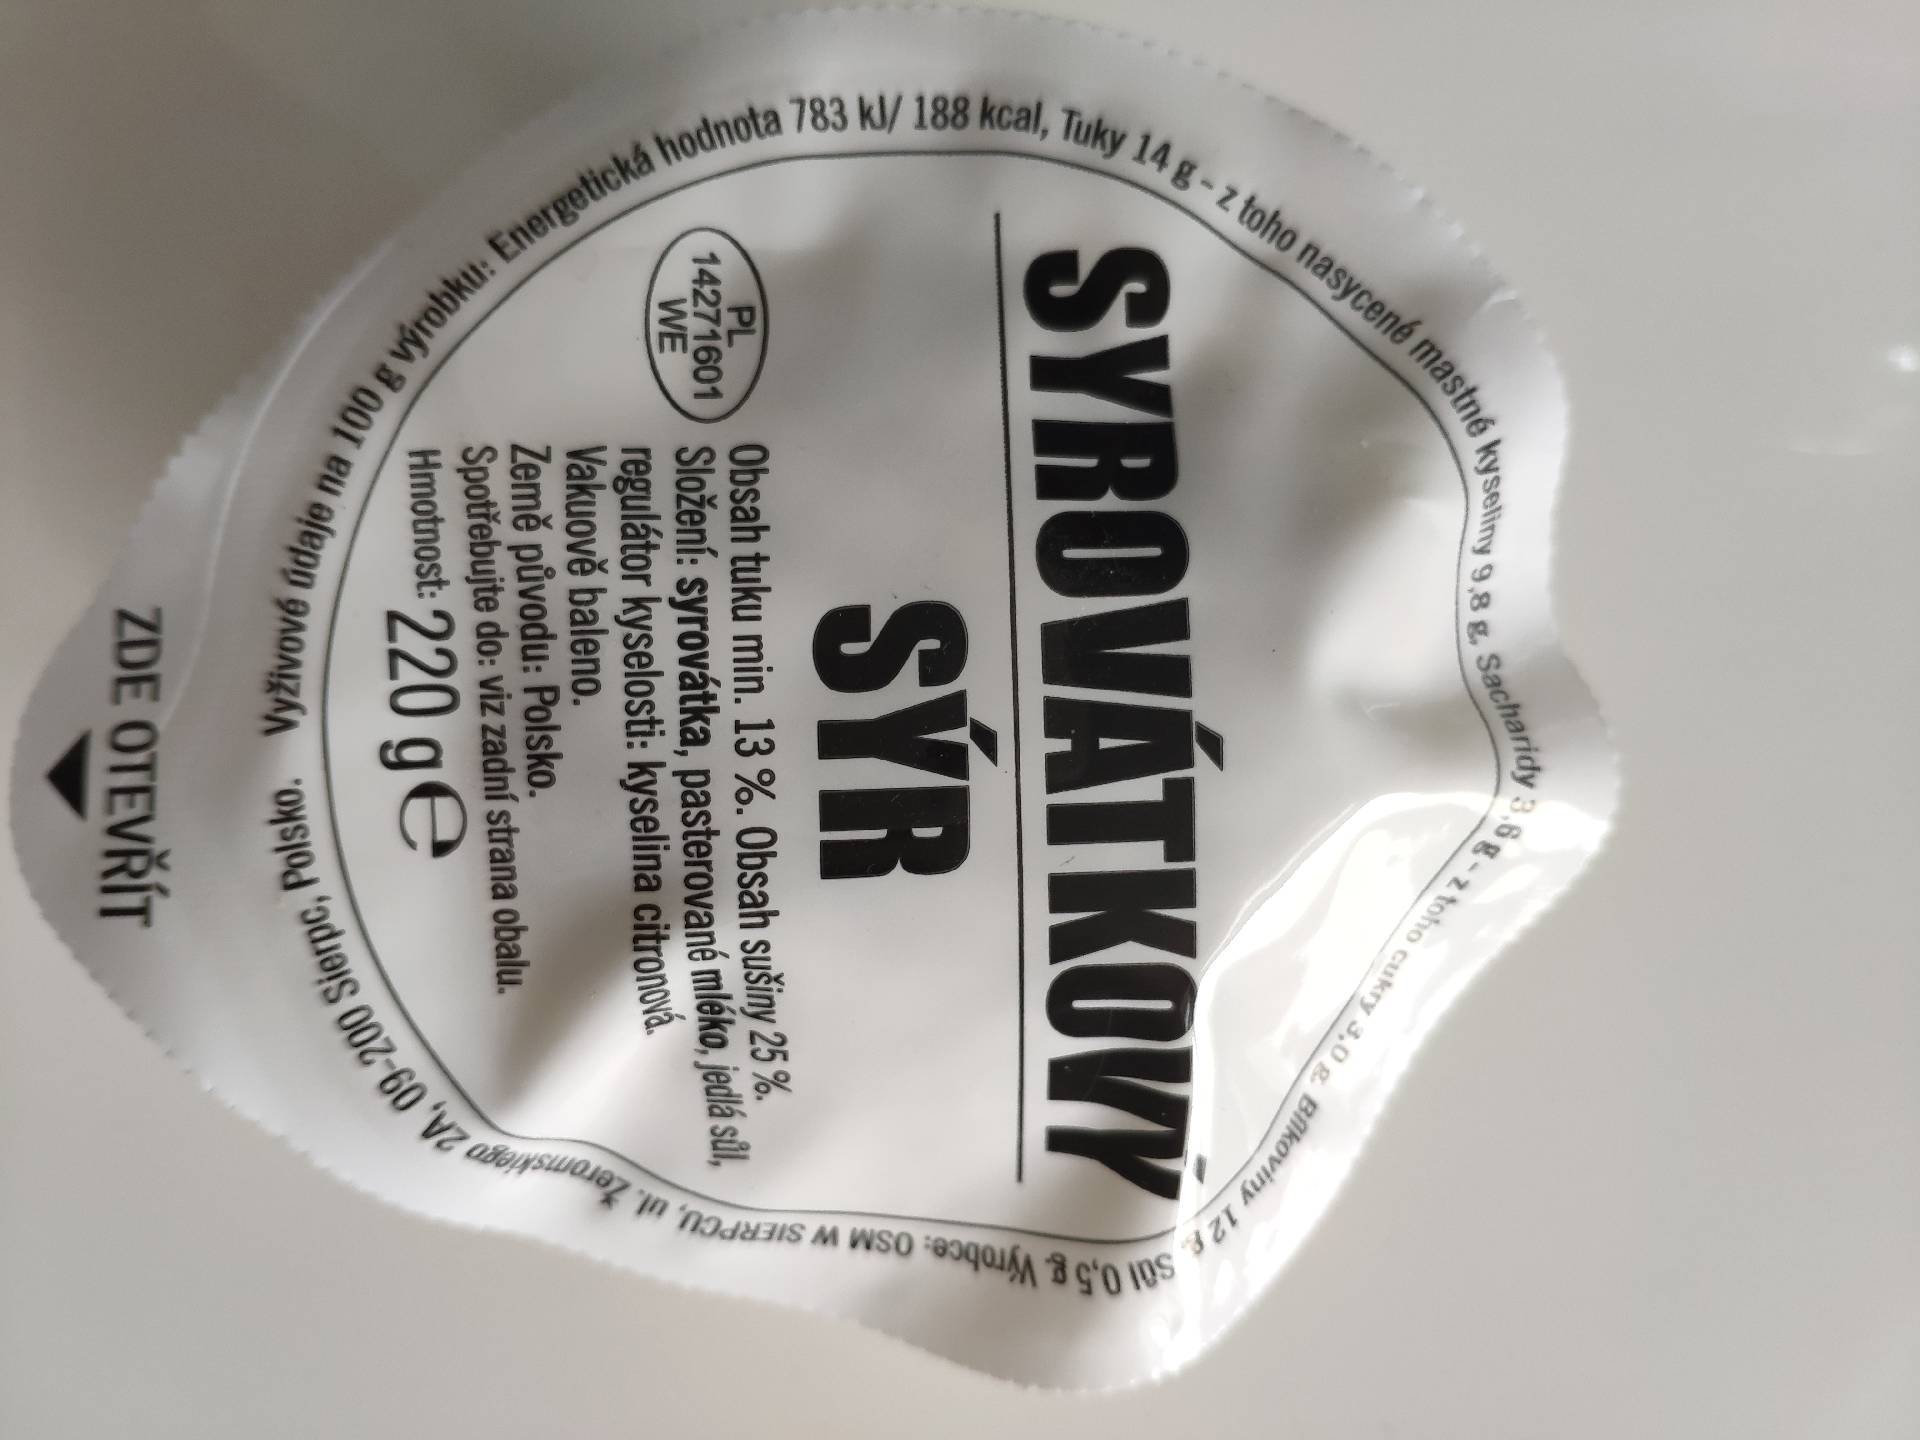 SYROVÁTKOVÝ
SÝR
PL
14271601
WE
Obsah tuku min. 13 %. Obsah sušiny 25 %.
Složení: syrovátka, pasterované mléko, jedlá sůl,
regulátor kyselosti: kyselina citronová.
Vakuově baleno.
Země původu: Polsko.
Spotřebujte do: viz zadní strana obalu.
Hmotnost: 220 g e
Vyživové údaje na 100 g výrobku: Energetická hodnota 783 kJ/ 188 kcal, Tuky 14 g - z toho nasycené mastné kyseliny 9,8 g, Sacharidy 3,6 g - z toho cukry 3,0 g, Bílkoviny 12 g, Sůl 0,5 g. Výrobce: OSM W SIERPCU, ul. Żeromskiego 2A, 09-200 Sierpc, Polsko.
ZDE OTEVŘÍT